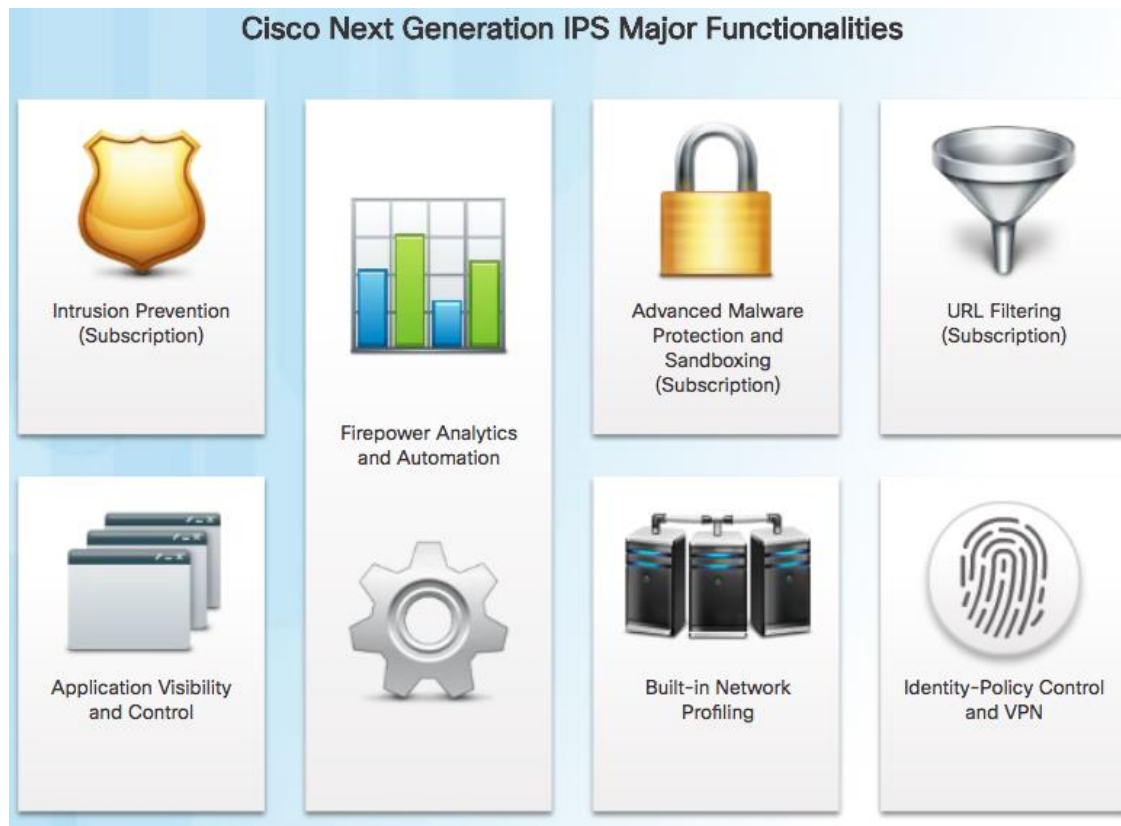 Cisco Next Generation IPS Major Functionalities
Intrusion Prevention
(Subscription)
Firepower Analytics
and Automation
Advanced Malware
Protection and
Sandboxing
(Subscription)
URL Filtering
(Subscription)
Application Visibility
and Control
Built-in Network
Profiling
Identity-Policy Control
and VPN